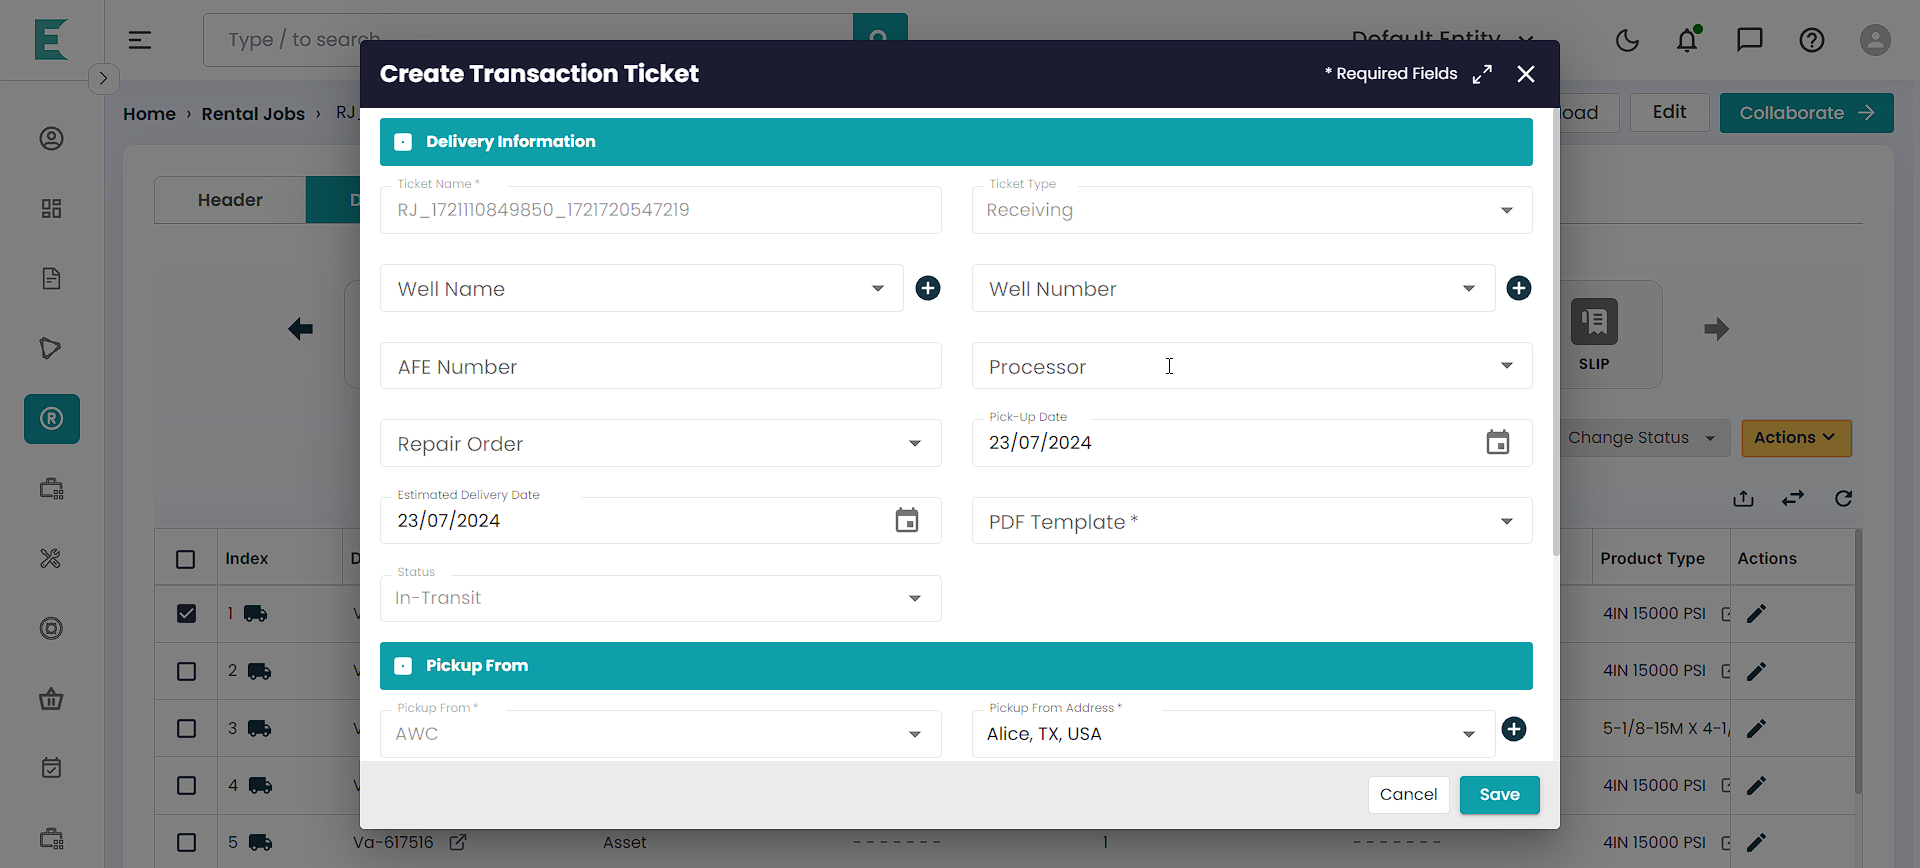 Type / to search
Default Entity
Create Transaction Ticket
* Required Fields
Home › Rental Jobs › RJ_
oad
Edit
Collaborate
Delivery Information
Header
D
Ticket Name *
RJ_1721110849850_1721720547219
Ticket Type
Receiving
Well Name
Well Number
SLIP
AFE Number
Processor
Repair Order
Pick-Up Date
23/07/2024
Change Status
Actions
Estimated Delivery Date
23/07/2024
PDF Template *
Index
D
Product Type
Actions
Status
In-Transit
1
V
4IN 15000 PSI
2
V
4IN 15000 PSI
Pickup From
3
V
5-1/8-15M X 4-1/
Pickup From *
AWC
Pickup From Address *
Alice, TX, USA
4
V
4IN 15000 PSI
Cancel
Save
5
Va-617516
Asset
- - - - - - -
1
- - - - - - -
4IN 15000 PSI